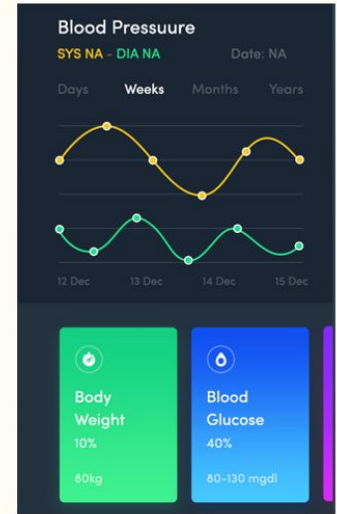 Blood Pressuure
SYS NA - DIA NA Date: NA
Days Weeks Months Years
12 Dec 13 Dec 14 Dec 15 Dec
Body
Weight
10%
80kg
Blood
Glucose
40%
80-130 mgdl